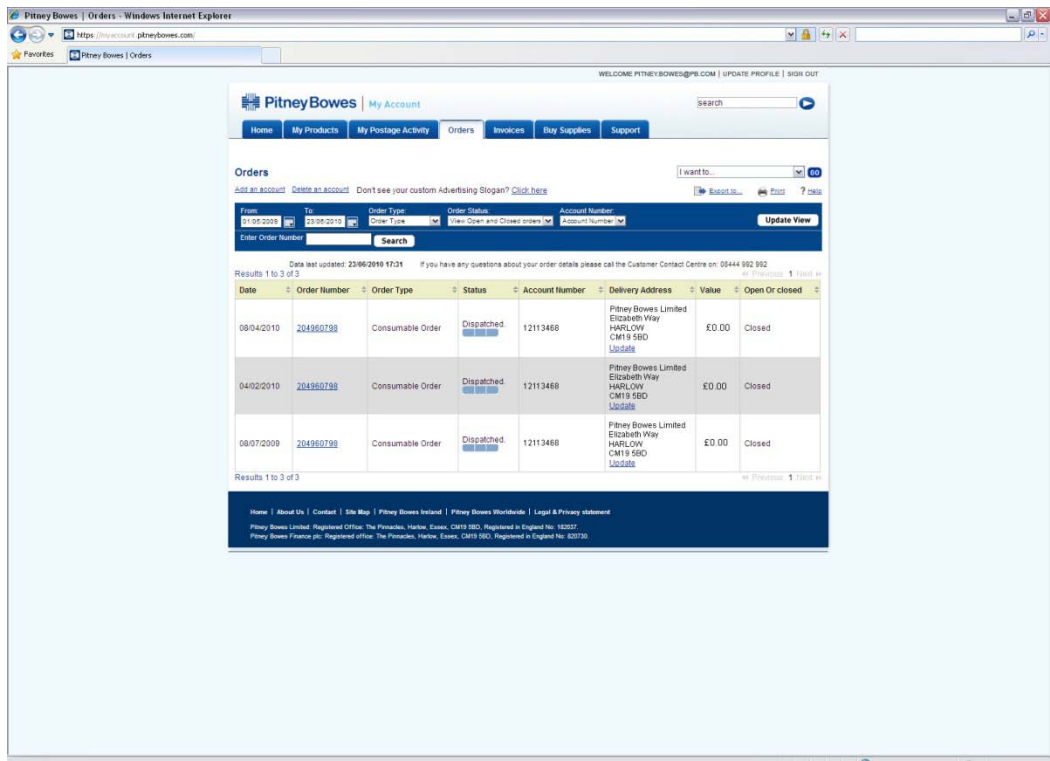 Pitney Bowes | Orders - Windows Internet Explorer
https://myaccount.pitneybowes.com/
Favorites Pitney Bowes | Orders
WELCOME PITNEY.BOWES@PB.COM | UPDATE PROFILE | SIGN OUT
Pitney Bowes | My Account search
Home My Products My Postage Activity Orders Invoices Buy Supplies Support
Orders I want to... GO
Add an account Delete an account Don't see your custom Advertising Slogan? Click here Export to... Print ? Help
From: To: Order Type: Order Status: Account Number:
01/05/2009 23/06/2010 Order Type View Open and Closed orders Account Number Update View
Enter Order Number Search
Data last updated: 23/06/2010 17:31 If you have any questions about your order details please call the Customer Contact Centre on: 08444 992 992
Results 1 to 3 of 3 « Previous 1 Next »
Date Order Number Order Type Status Account Number Delivery Address Value Open Or closed
08/04/2010 204960798 Consumable Order Dispatched. 12113468 Pitney Bowes Limited £0.00 Closed
Elizabeth Way
HARLOW
CM19 5BD
Update
04/02/2010 204960798 Consumable Order Dispatched. 12113468 Pitney Bowes Limited £0.00 Closed
Elizabeth Way
HARLOW
CM19 5BD
Update
08/07/2009 204960798 Consumable Order Dispatched. 12113468 Pitney Bowes Limited £0.00 Closed
Elizabeth Way
HARLOW
CM19 5BD
Update
Results 1 to 3 of 3 « Previous 1 Next »
Home | About Us | Contact | Site Map | Pitney Bowes Ireland | Pitney Bowes Worldwide | Legal & Privacy statement
Pitney Bowes Limited: Registered Office: The Pinnacles, Harlow, Essex, CM19 5BD, Registered in England No: 182037.
Pitney Bowes Finance plc: Registered office: The Pinnacles, Harlow, Essex, CM19 5BD, Registered in England No: 820730.